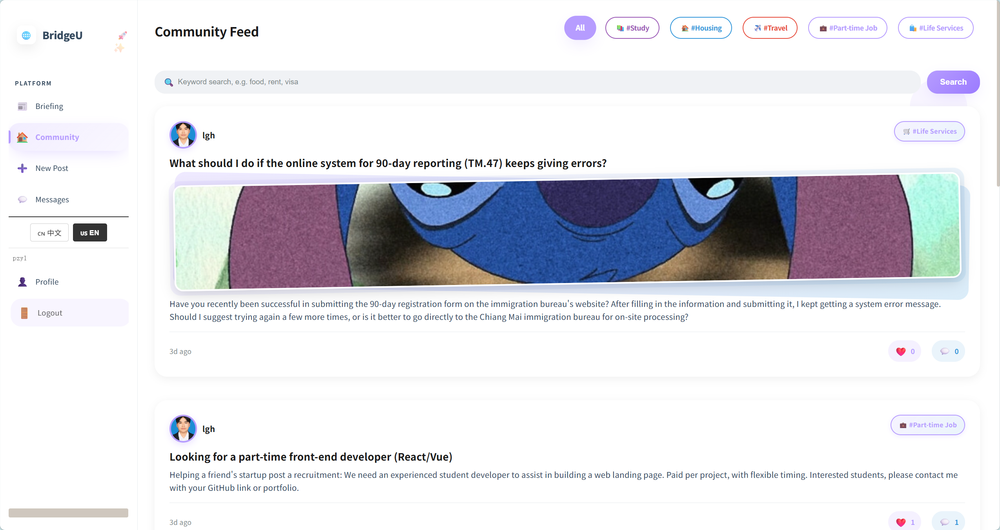 BridgeU
PLATFORM
Briefing
Community
New Post
Messages
CN 中文
US EN
pzyl
Profile
Logout
Community Feed
All
#Study
#Housing
#Travel
#Part-time Job
#Life Services
Keyword search, e.g. food, rent, visa
Search
lgh
#Life Services
What should I do if the online system for 90-day reporting (TM.47) keeps giving errors?
Have you recently been successful in submitting the 90-day registration form on the immigration bureau's website? After filling in the information and submitting it, I kept getting a system error message.
Should I suggest trying again a few more times, or is it better to go directly to the Chiang Mai immigration bureau for on-site processing?
3d ago
0
0
lgh
#Part-time Job
Looking for a part-time front-end developer (React/Vue)
Helping a friend's startup post a recruitment: We need an experienced student developer to assist in building a web landing page. Paid per project, with flexible timing. Interested students, please contact me
with your GitHub link or portfolio.
3d ago
1
1